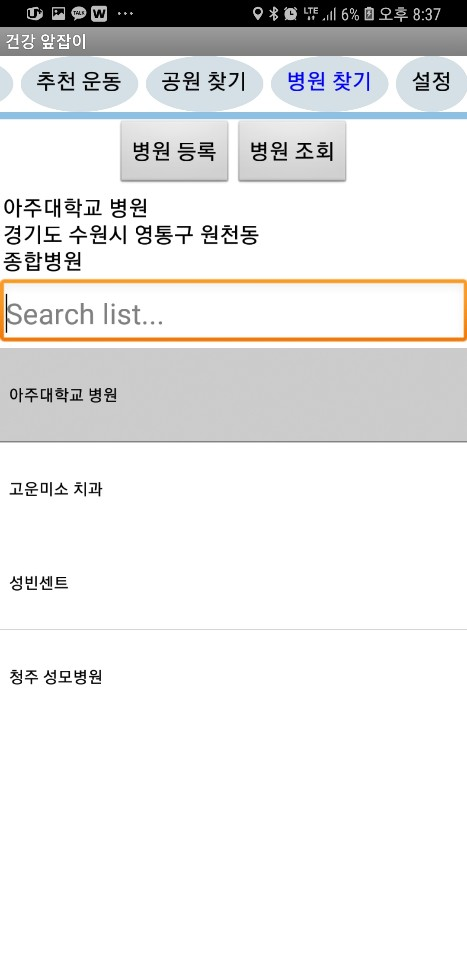 TALK W ... LTE 6% 오후 8:37
건강 앞잡이
추천 운동 공원 찾기 병원 찾기 설정
병원 등록 병원 조회
아주대학교 병원
경기도 수원시 영통구 원천동
종합병원
Search list...
아주대학교 병원
고운미소 치과
성빈센트
청주 성모병원